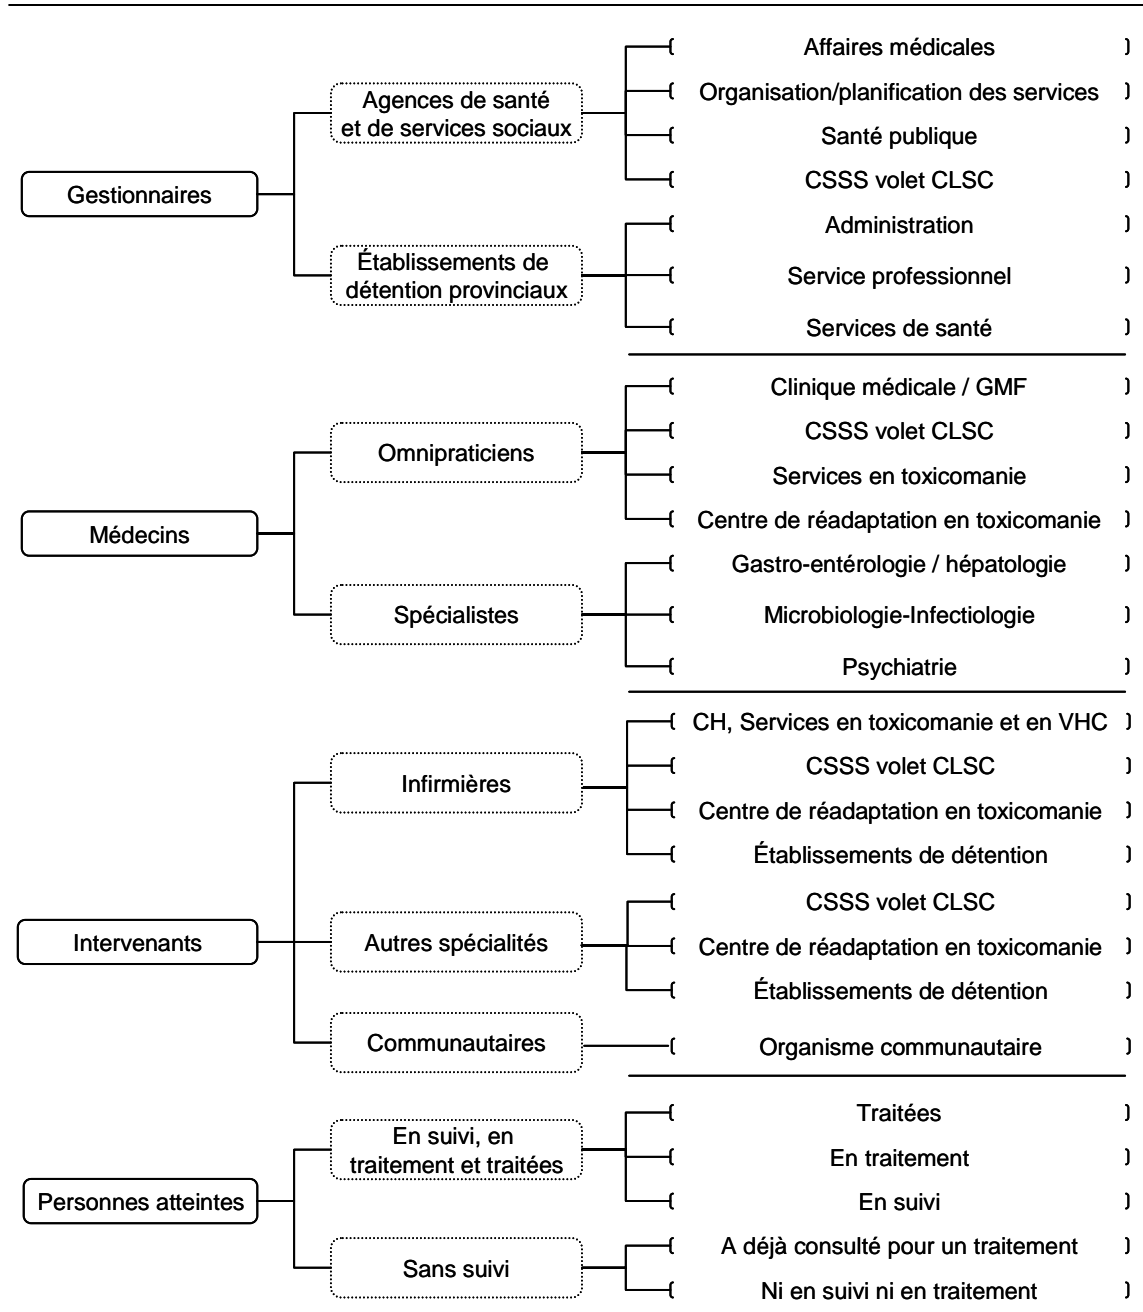 Affaires médicales
Agences de santé
et de services sociaux
Organisation/planification des services
Santé publique
CSSS volet CLSC
Gestionnaires
Administration
Établissements de
détention provinciaux
Service professionnel
Services de santé
Clinique médicale / GMF
Omnipraticiens
CSSS volet CLSC
Services en toxicomanie
Centre de réadaptation en toxicomanie
Médecins
Gastro-entérologie / hépatologie
Spécialistes
Microbiologie-Infectiologie
Psychiatrie
CH, Services en toxicomanie et en VHC
Infirmières
CSSS volet CLSC
Centre de réadaptation en toxicomanie
Établissements de détention
Intervenants
Autres spécialités
CSSS volet CLSC
Centre de réadaptation en toxicomanie
Établissements de détention
Communautaires
Organisme communautaire
Traitées
En suivi, en
traitement et traitées
En traitement
En suivi
Personnes atteintes
A déjà consulté pour un traitement
Sans suivi
Ni en suivi ni en traitement